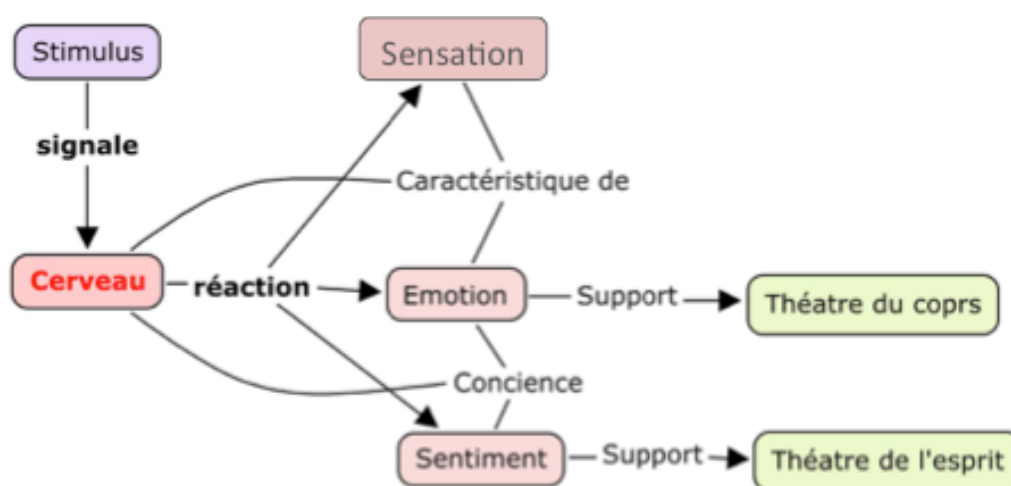 Stimulus
Sensation
signale
Caractéristique de
Cerveau
réaction
Emotion
Support
Théatre du coprs
Concience
Sentiment
Support
Théatre de l'esprit